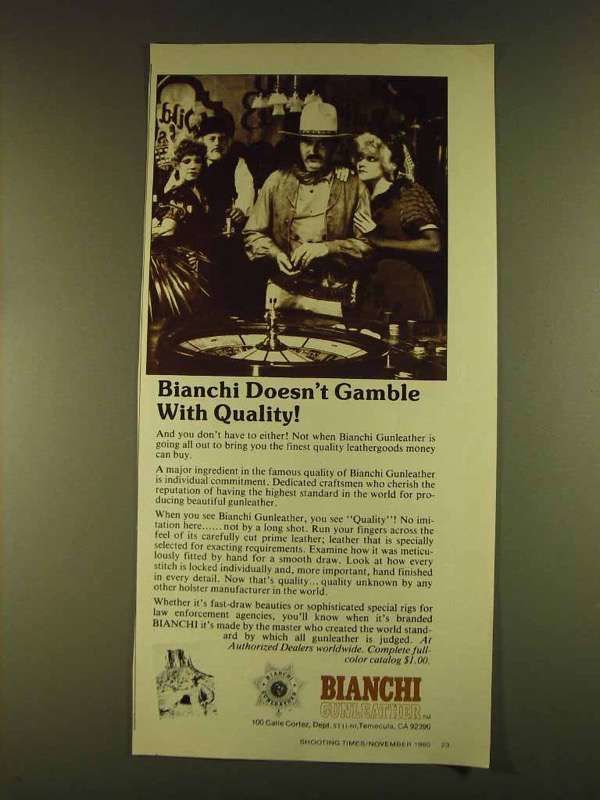 Bianchi Doesn't Gamble
With Quality!
And you don't have to either! Not when Bianchi Gunleather is
going all out to bring you the finest quality leathergoods money
can buy.
A major ingredient in the famous quality of Bianchi Gunleather
is individual commitment. Dedicated craftsmen who cherish the
reputation of having the highest standard in the world for pro-
ducing beautiful gunleather.
When you see Bianchi Gunleather, you see "Quality"! No imi-
tation here......not by a long shot. Run your fingers across the
feel of its carefully cut prime leather; leather that is specially
selected for exacting requirements. Examine how it was meticu-
lously fitted by hand for a smooth draw. Look at how every
stitch is locked individually and, more important, hand finished
in every detail. Now that's quality...quality unknown by any
other holster manufacturer in the world.
Whether it's fast-draw beauties or sophisticated special rigs for
law enforcement agencies, you'll know when it's branded
BIANCHI it's made by the master who created the world stand-
ard by which all gunleather is judged. At
Authorized Dealers worldwide. Complete full-
color catalog $1.00.
BIANCHI
GUNLEATHER
BIANCHI
GUNLEATHER TM
100 Calle Cortez, Dept. Temecula, CA 92390
SHOOTING TIMES/NOVEMBER 1980 23